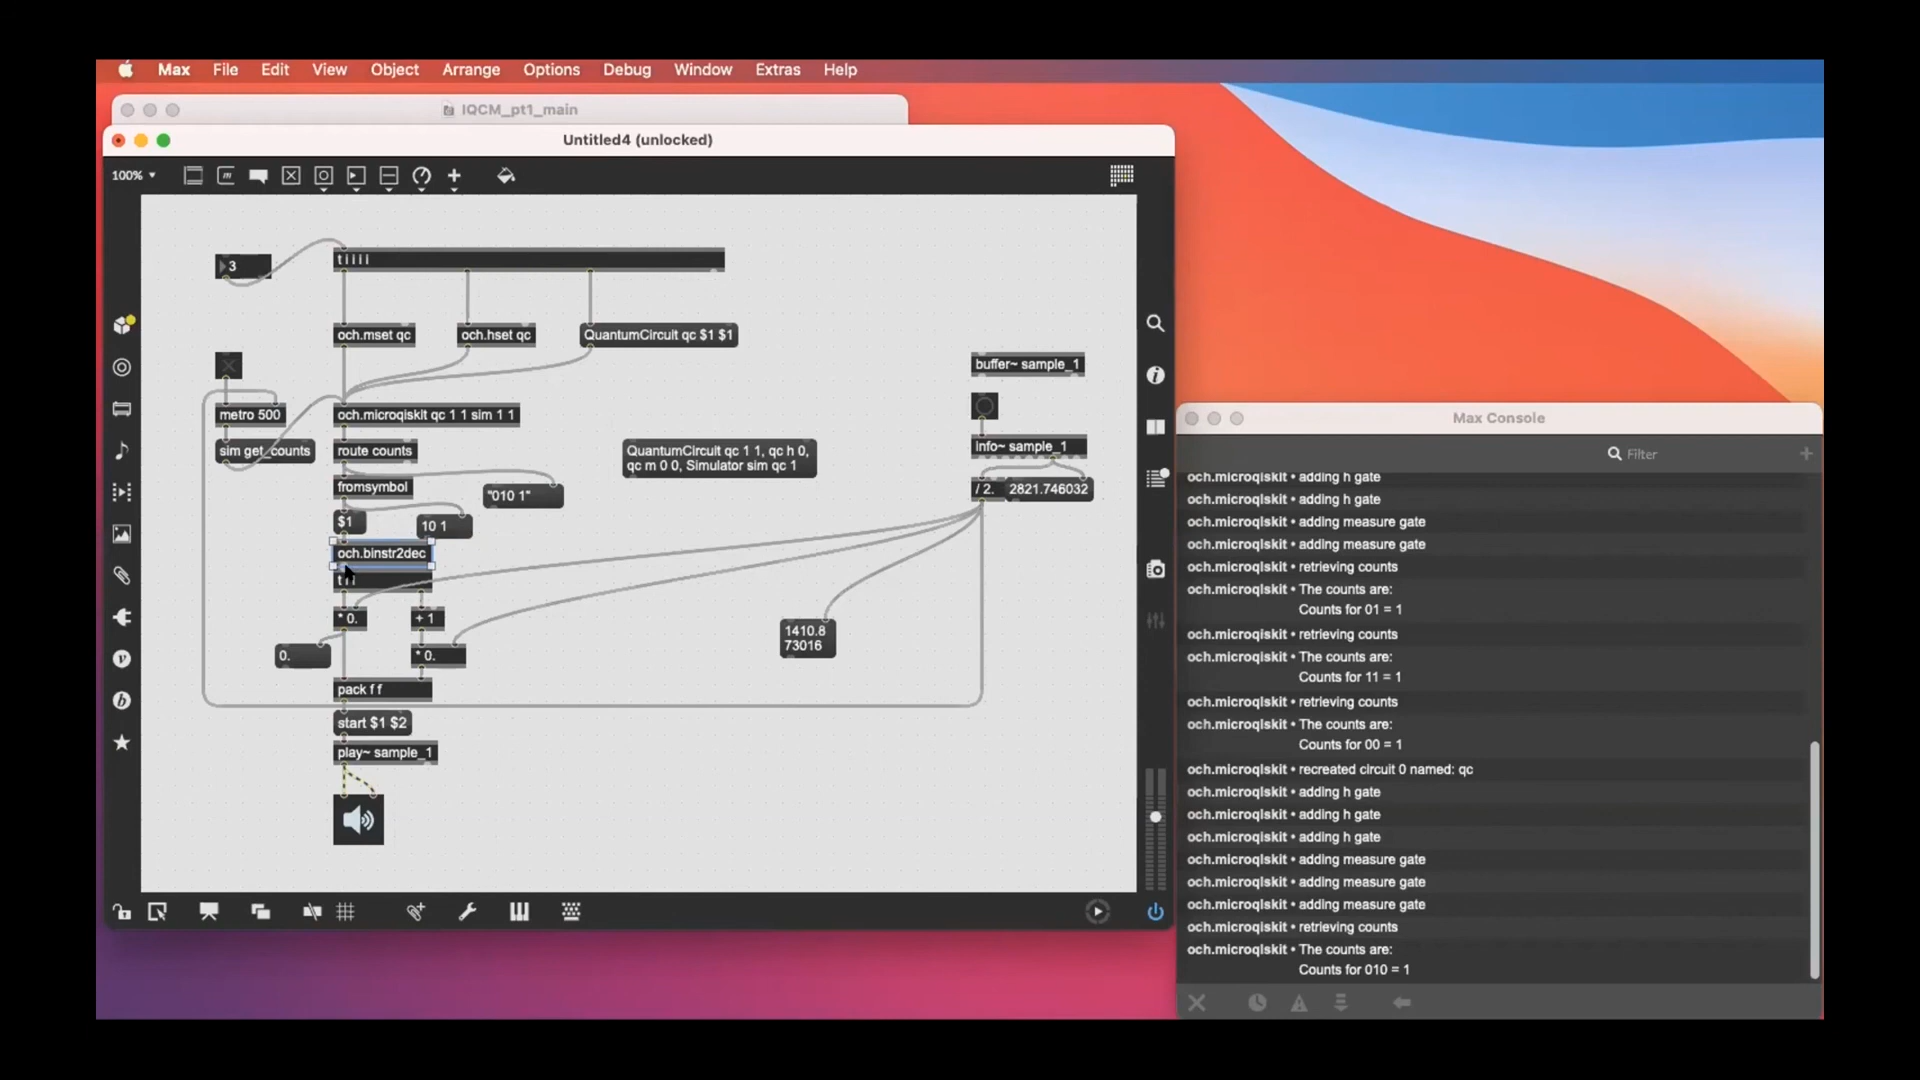 Max File Edit View Object Arrange Options Debug Window Extras Help
IQCM_pt1_main
Untitled4 (unlocked)
100%
3
t i i i i
och.mset qc
och.hset qc
QuantumCircuit qc $1 $1
buffer~ sample_1
metro 500
och.microqiskit qc 1 1 sim 1 1
sim get_counts
route counts
QuantumCircuit qc 1 1, qc h 0,
qc m 0 0, Simulator sim qc 1
info~ sample_1
fromsymbol
"010 1"
/ 2.
2821.746032
$1
10 1
och.binstr2dec
* 0.
+ 1
1410.8
73016
0.
* 0.
pack f f
start $1 $2
play~ sample_1
Max Console
Filter
och.microqiskit • adding h gate
och.microqiskit • adding h gate
och.microqiskit • adding measure gate
och.microqiskit • adding measure gate
och.microqiskit • retrieving counts
och.microqiskit • The counts are:
Counts for 01 = 1
och.microqiskit • retrieving counts
och.microqiskit • The counts are:
Counts for 11 = 1
och.microqiskit • retrieving counts
och.microqiskit • The counts are:
Counts for 00 = 1
och.microqiskit • recreated circuit 0 named: qc
och.microqiskit • adding h gate
och.microqiskit • adding h gate
och.microqiskit • adding h gate
och.microqiskit • adding measure gate
och.microqiskit • adding measure gate
och.microqiskit • adding measure gate
och.microqiskit • retrieving counts
och.microqiskit • The counts are:
Counts for 010 = 1